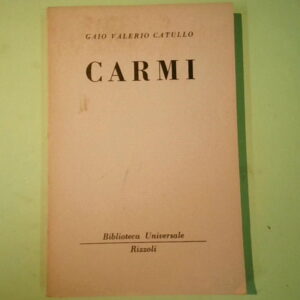 GAIO VALERIO CATULLO
CARMI
Biblioteca Universale
Rizzoli